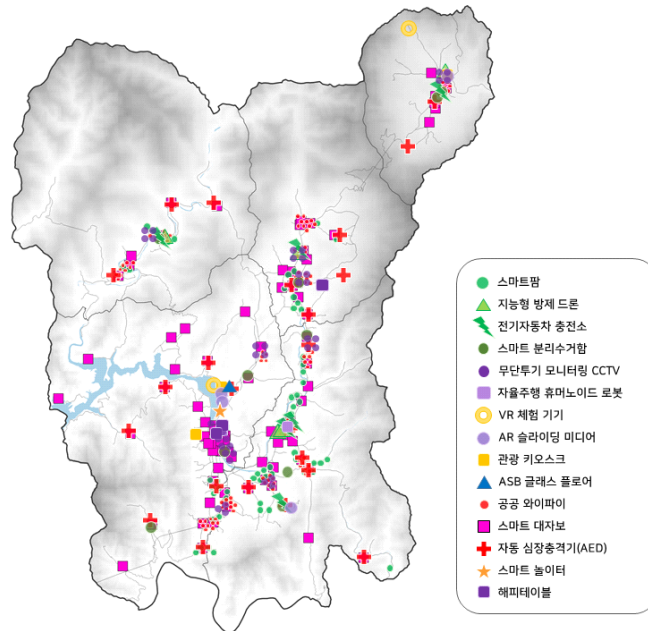 스마트팜
지능형 방제 드론
전기자동차 충전소
스마트 분리수거함
무단투기 모니터링 CCTV
자율주행 휴머노이드 로봇
VR 체험 기기
AR 슬라이딩 미디어
관광 키오스크
ASB 글래스 플로어
공공 와이파이
스마트 대자보
자동 심장충격기(AED)
스마트 놀이터
해피테이블